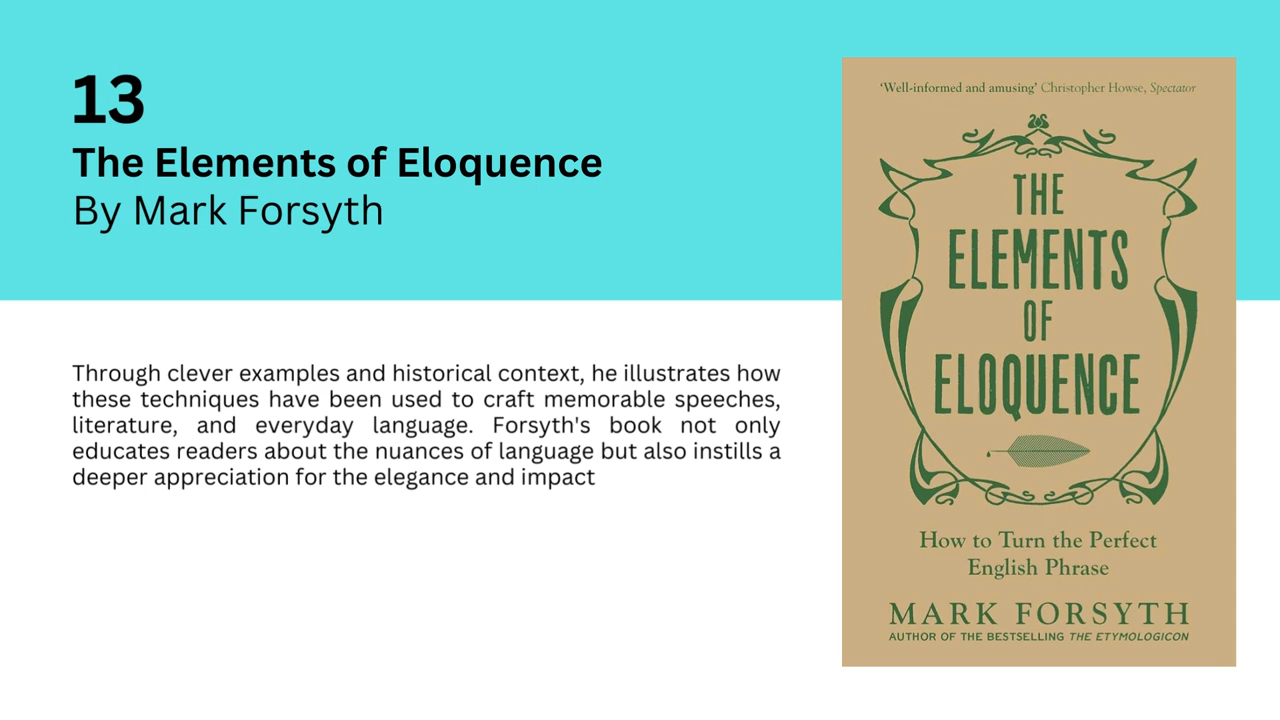 13
The Elements of Eloquence
By Mark Forsyth
Through clever examples and historical context, he illustrates how
these techniques have been used to craft memorable speeches,
literature, and everyday language. Forsyth's book not only
educates readers about the nuances of language but also instills a
deeper appreciation for the elegance and impact
‘Well-informed and amusing’ Christopher Howse, Spectator
THE
ELEMENTS
OF
ELOQUENCE
How to Turn the Perfect
English Phrase
MARK FORSYTH
AUTHOR OF THE BESTSELLING THE ETYMOLOGICON